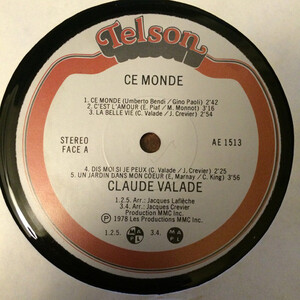 Telson
CE MONDE
1. CE MONDE (Umberto Bendi / Gino Paoli) 2'42
2. C'EST L'AMOUR (E. Piaf / M. Monnot) 3'16
3. LA BELLE VIE (C. Valade / J. Crevier) 2'54
STEREO
FACE A
AE 1513
4. DIS MOI SI JE PEUX (C. Valade / J. Crevier) 2'25
5. UN JARDIN DANS MON COEUR (E. Marnay / C. King) 3'56
CLAUDE VALADE
1.2.5. Arr.: Jacques Laflèche
3.4. Arr.: Jacques Crevier
Production MMC Inc.
℗ 1978 Les Productions MMC Inc.
1.2.5.
3.4.